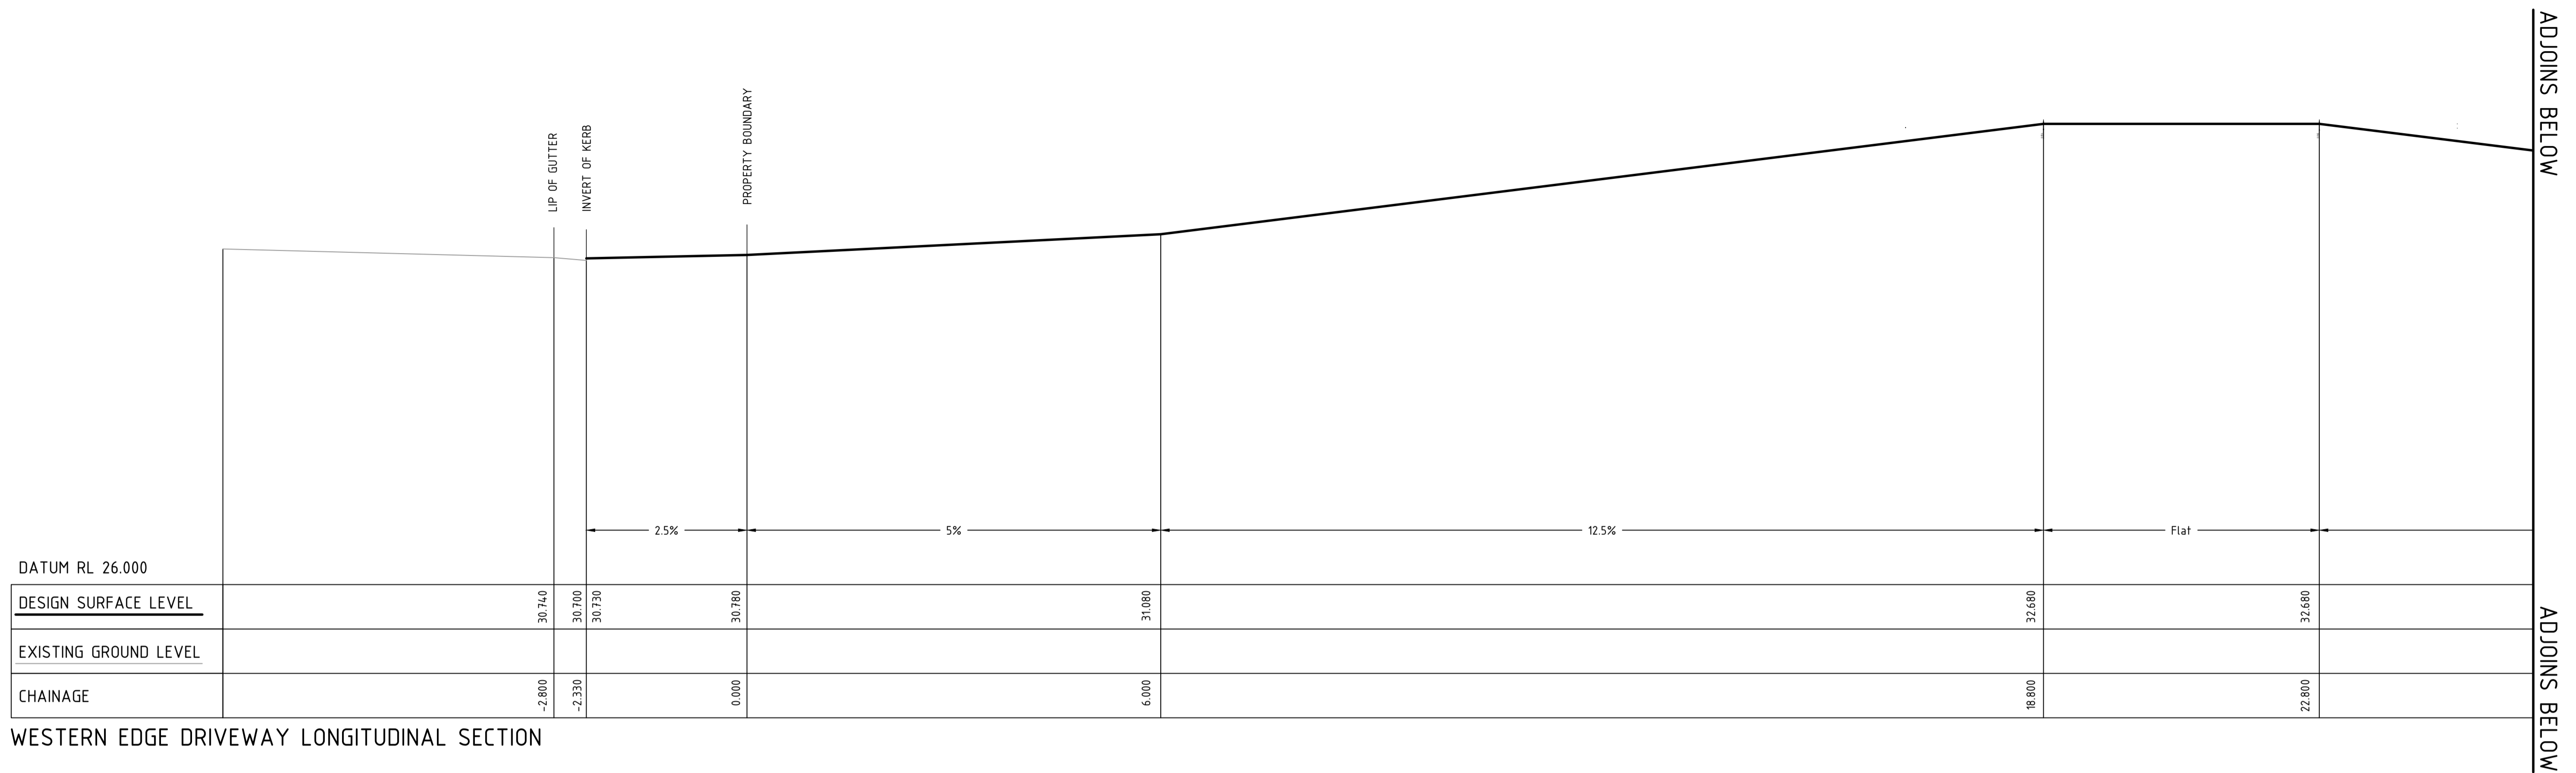 ADJOINS BELOW
LIP OF GUTTER
INVERT OF KERB
PROPERTY BOUNDARY
2.5%
5%
12.5%
Flat
DATUM RL 26.000
DESIGN SURFACE LEVEL
30.740
30.700
30.730
30.780
31.080
32.680
32.680
EXISTING GROUND LEVEL
CHAINAGE
-2.800
-2.330
0.000
6.000
18.800
22.800
ADJOINS BELOW
WESTERN EDGE DRIVEWAY LONGITUDINAL SECTION